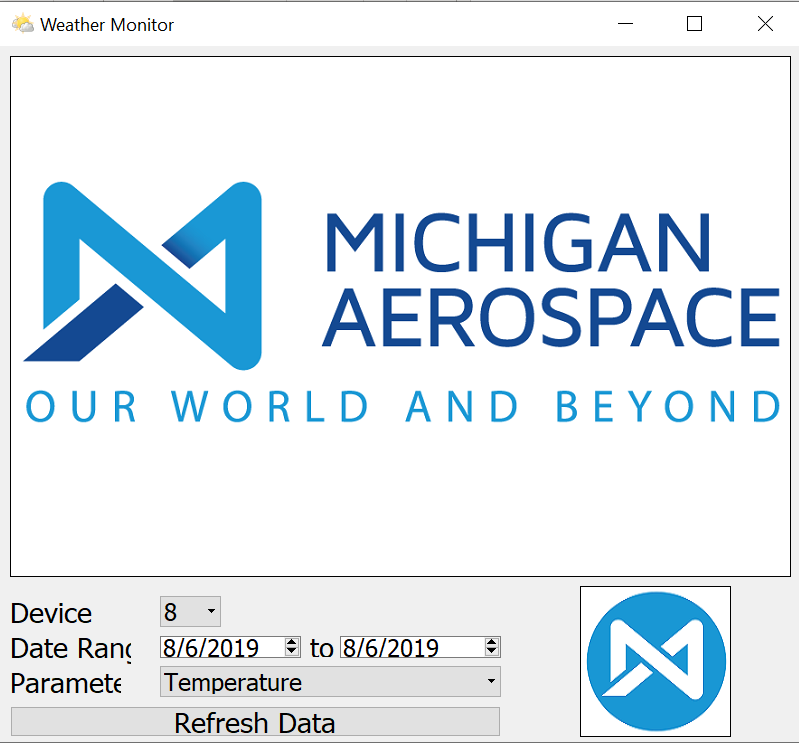 Weather Monitor
MICHIGAN
AEROSPACE
OUR WORLD AND BEYOND
Device 8
Date Rang 8/6/2019 to 8/6/2019
Paramete Temperature
Refresh Data